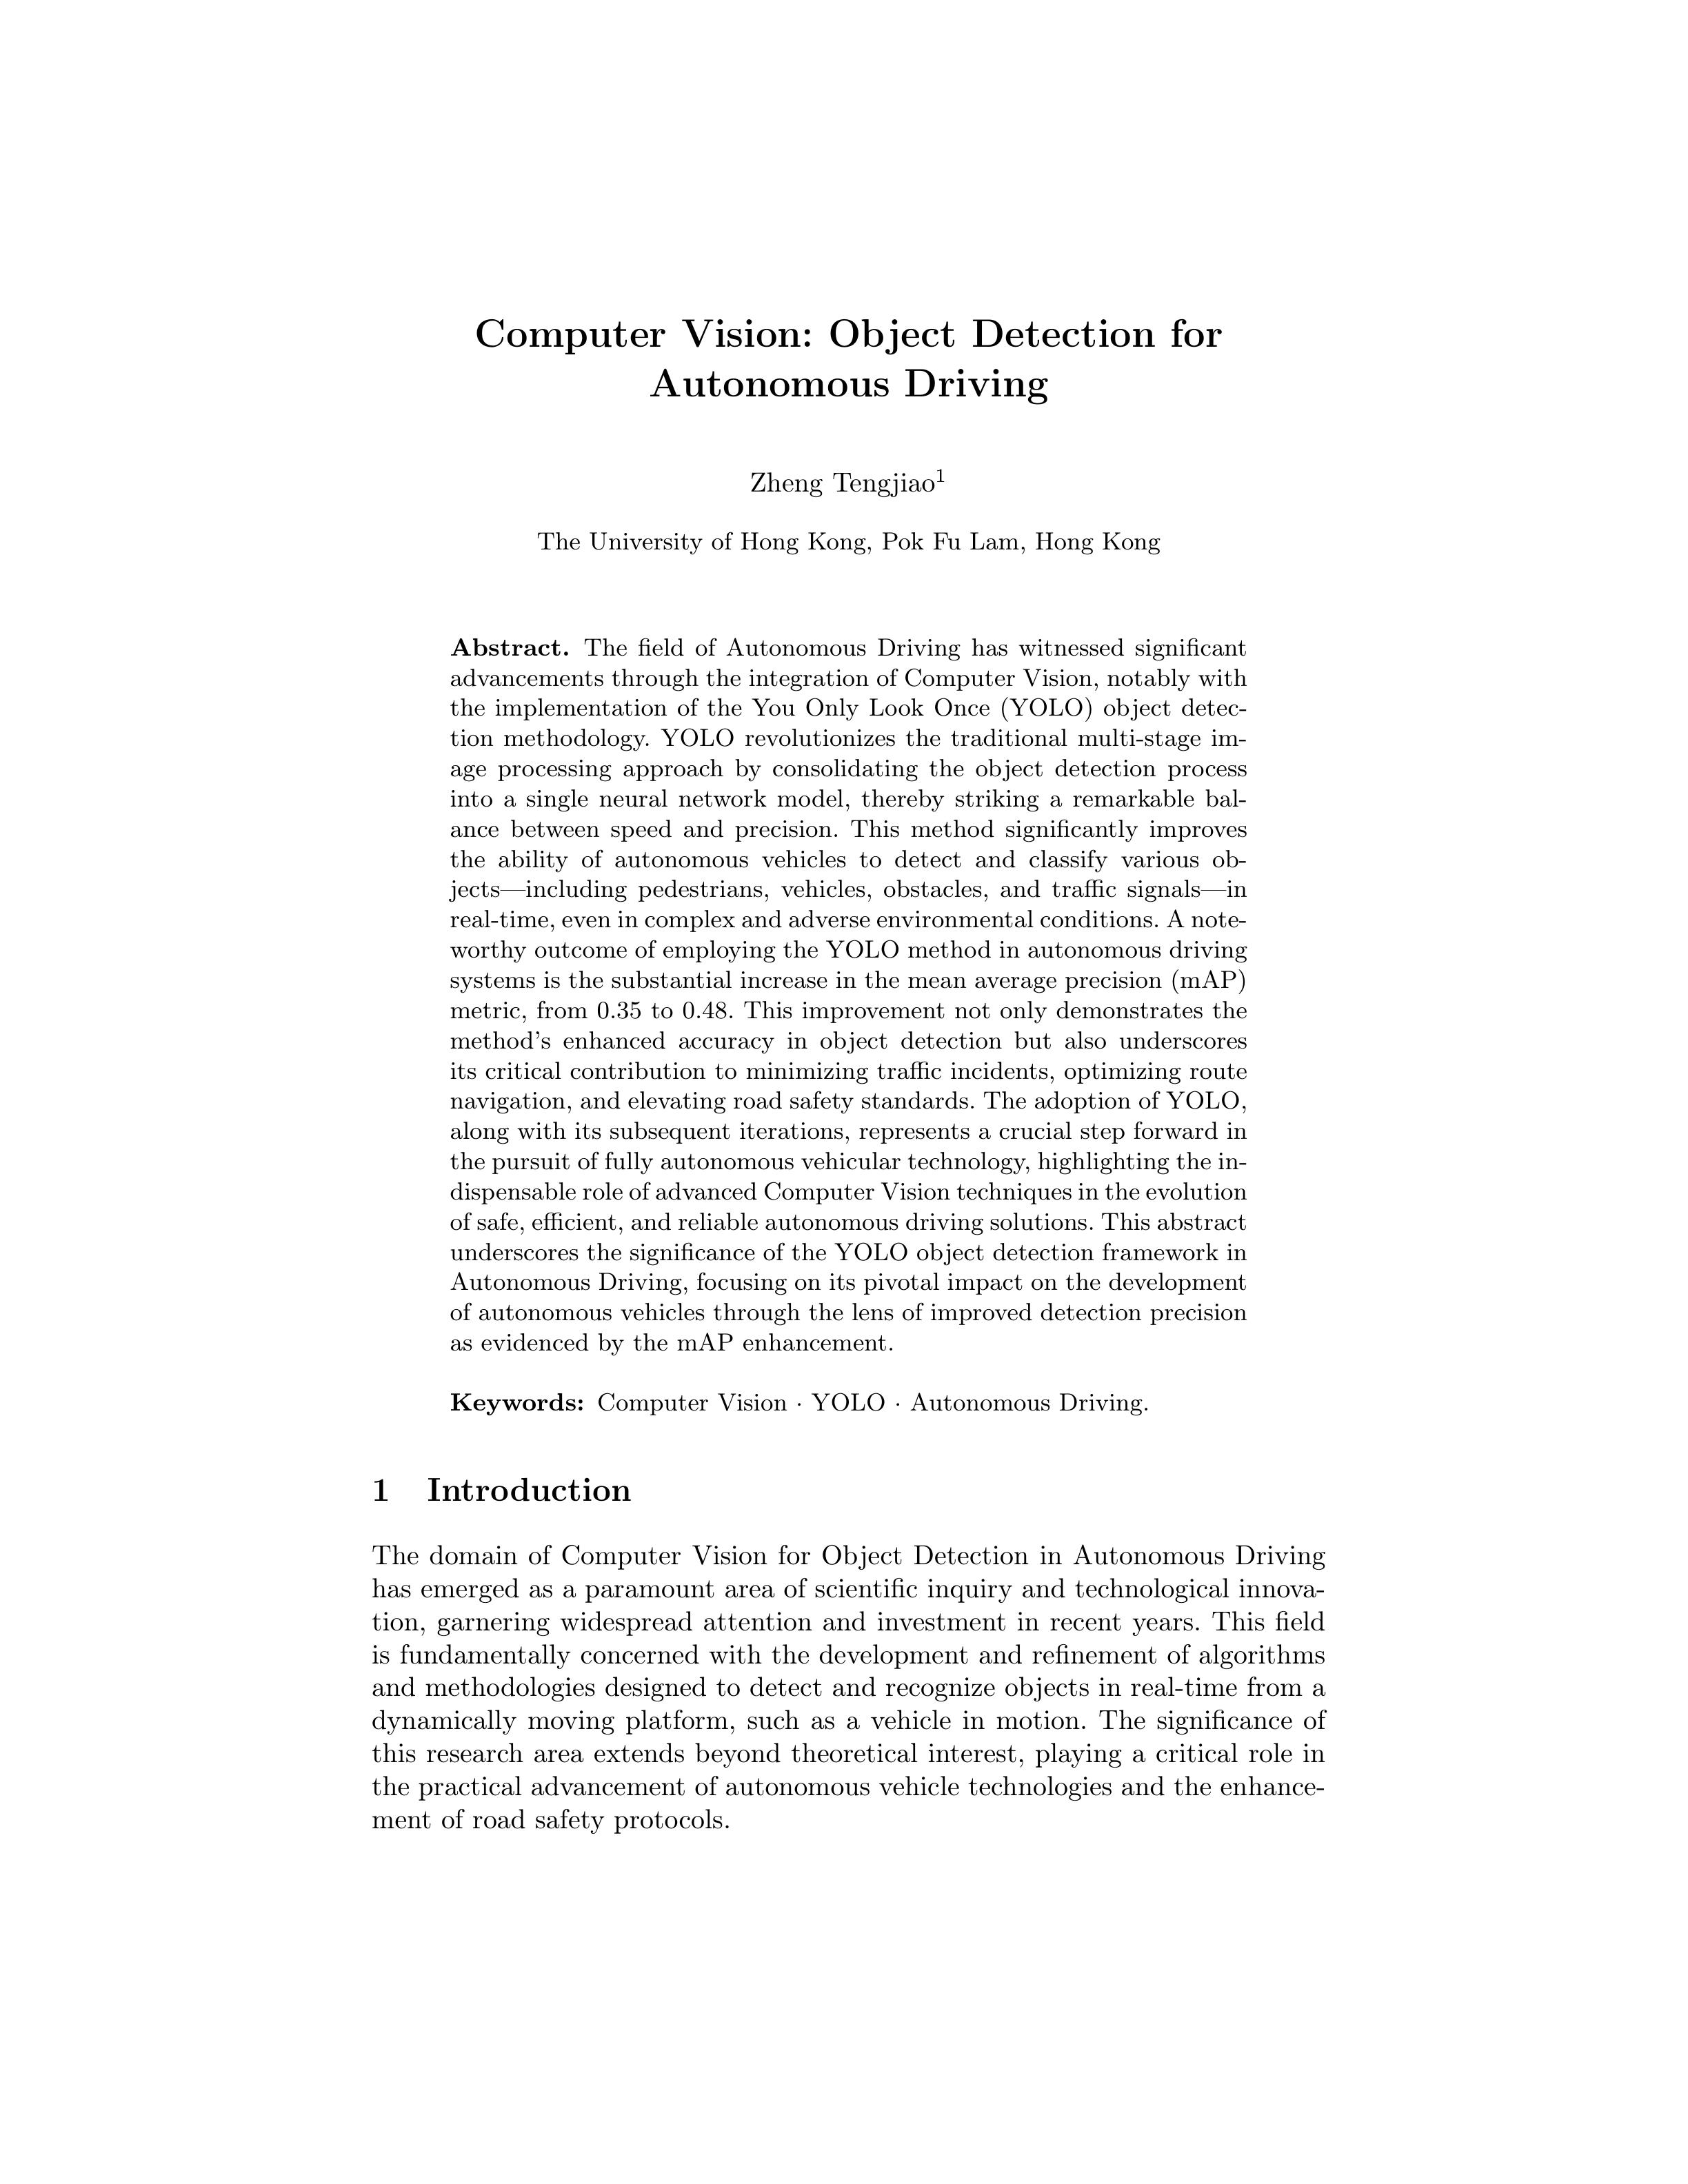 Computer Vision: Object Detection for
Autonomous Driving
Zheng Tengjiao1
The University of Hong Kong, Pok Fu Lam, Hong Kong
Abstract. The field of Autonomous Driving has witnessed significant
advancements through the integration of Computer Vision, notably with
the implementation of the You Only Look Once (YOLO) object detec-
tion methodology. YOLO revolutionizes the traditional multi-stage im-
age processing approach by consolidating the object detection process
into a single neural network model, thereby striking a remarkable bal-
ance between speed and precision. This method significantly improves
the ability of autonomous vehicles to detect and classify various ob-
jects—including pedestrians, vehicles, obstacles, and traffic signals—in
real-time, even in complex and adverse environmental conditions. A note-
worthy outcome of employing the YOLO method in autonomous driving
systems is the substantial increase in the mean average precision (mAP)
metric, from 0.35 to 0.48. This improvement not only demonstrates the
method's enhanced accuracy in object detection but also underscores
its critical contribution to minimizing traffic incidents, optimizing route
navigation, and elevating road safety standards. The adoption of YOLO,
along with its subsequent iterations, represents a crucial step forward in
the pursuit of fully autonomous vehicular technology, highlighting the in-
dispensable role of advanced Computer Vision techniques in the evolution
of safe, efficient, and reliable autonomous driving solutions. This abstract
underscores the significance of the YOLO object detection framework in
Autonomous Driving, focusing on its pivotal impact on the development
of autonomous vehicles through the lens of improved detection precision
as evidenced by the mAP enhancement.
Keywords: Computer Vision · YOLO · Autonomous Driving.
1 Introduction
The domain of Computer Vision for Object Detection in Autonomous Driving
has emerged as a paramount area of scientific inquiry and technological innova-
tion, garnering widespread attention and investment in recent years. This field
is fundamentally concerned with the development and refinement of algorithms
and methodologies designed to detect and recognize objects in real-time from a
dynamically moving platform, such as a vehicle in motion. The significance of
this research area extends beyond theoretical interest, playing a critical role in
the practical advancement of autonomous vehicle technologies and the enhance-
ment of road safety protocols.